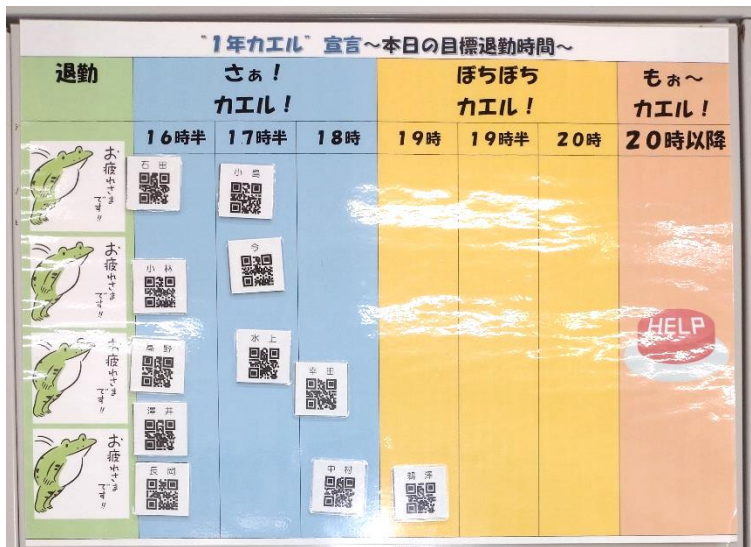 "1年カエル" 宣言～本日の目標退勤時間～
退勤
さぁ！
カエル！
ぼちぼち
カエル！
もぉ～
カエル！
16時半
17時半
18時
19時
19時半
20時
20時以降
お疲れさま
です!!
お疲れさま
です!!
お疲れさま
です!!
お疲れさま
です!!
石田
小島
小林
今
水上
幸田
澤井
長岡
中村
HELP